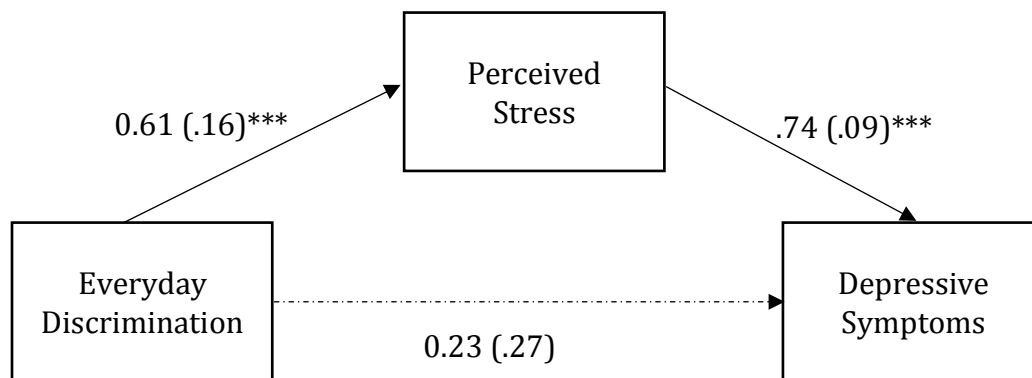 Perceived
Stress
0.61 (.16)***
.74 (.09)***
Everyday
Discrimination
Depressive
Symptoms
0.23 (.27)